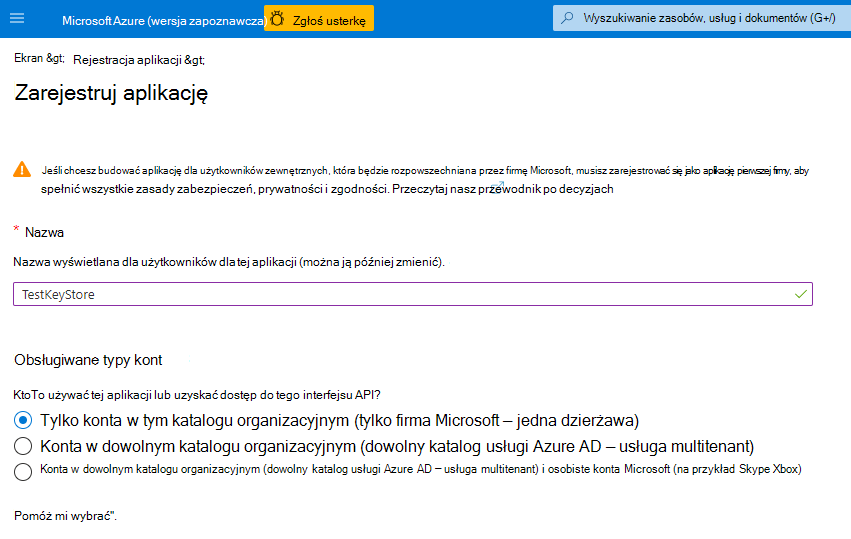 Microsoft Azure (wersja zapoznawcza) Zgłoś usterkę Wyszukiwanie zasobów, usług i dokumentów (G+/)
Ekran &gt; Rejestracja aplikacji &gt;
Zarejestruj aplikację
Jeśli chcesz budować aplikację dla użytkowników zewnętrznych, która będzie rozpowszechniana przez firmę Microsoft, musisz zarejestrować się jako aplikację pierwszej firmy, aby
spełnić wszystkie zasady zabezpieczeń, prywatności i zgodności. Przeczytaj nasz przewodnik po decyzjach
* Nazwa
Nazwa wyświetlana dla użytkowników dla tej aplikacji (można ją później zmienić).
TestKeyStore
Obsługiwane typy kont
KtoTo używać tej aplikacji lub uzyskać dostęp do tego interfejsu API?
Tylko konta w tym katalogu organizacyjnym (tylko firma Microsoft – jedna dzierżawa)
Konta w dowolnym katalogu organizacyjnym (dowolny katalog usługi Azure AD – usługa multitenant)
Konta w dowolnym katalogu organizacyjnym (dowolny katalog usługi Azure AD – usługa multitenant) i osobiste konta Microsoft (na przykład Skype Xbox)
Pomóż mi wybrać".